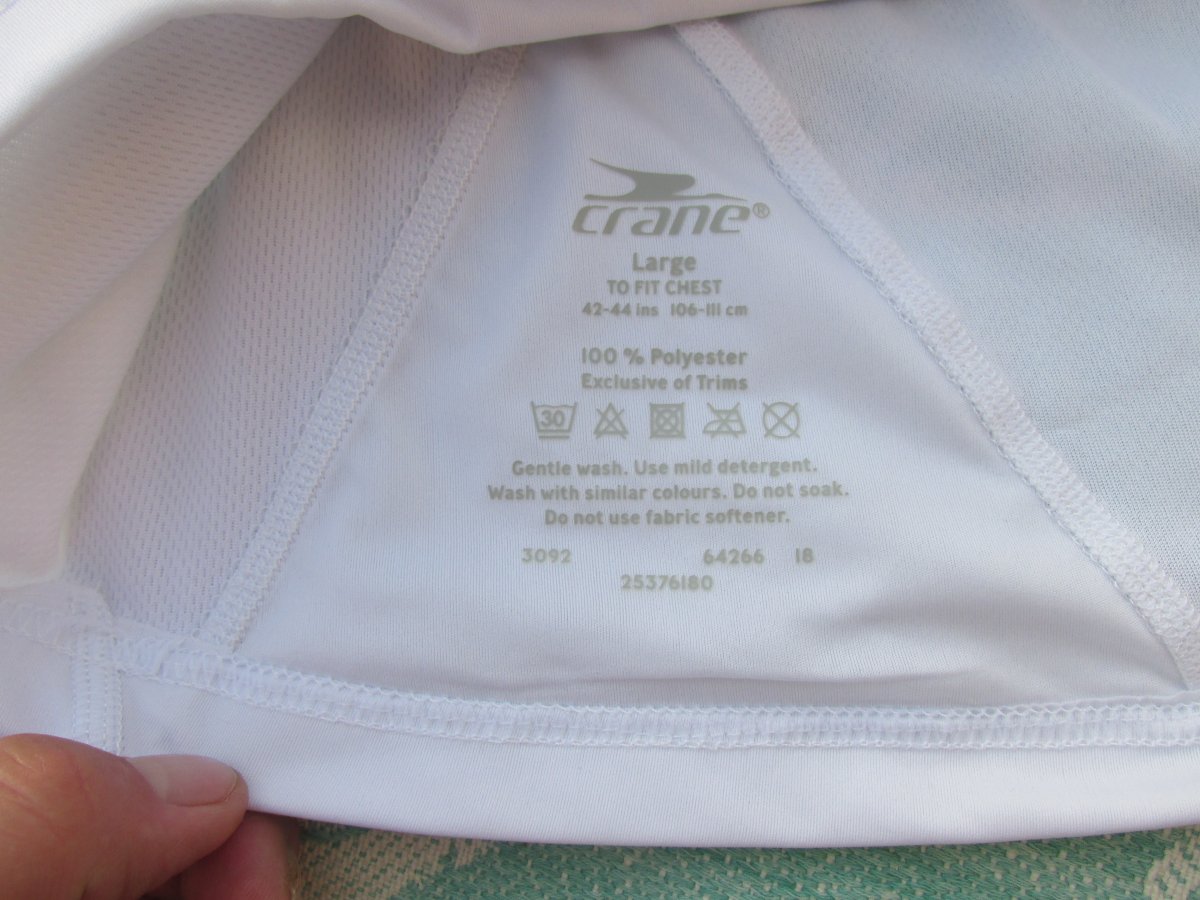 crane®
Large
TO FIT CHEST
42-44 ins 106-111 cm
100 % Polyester
Exclusive of Trims
30
Gentle wash. Use mild detergent.
Wash with similar colours. Do not soak.
Do not use fabric softener.
3092 64266 18
25376180